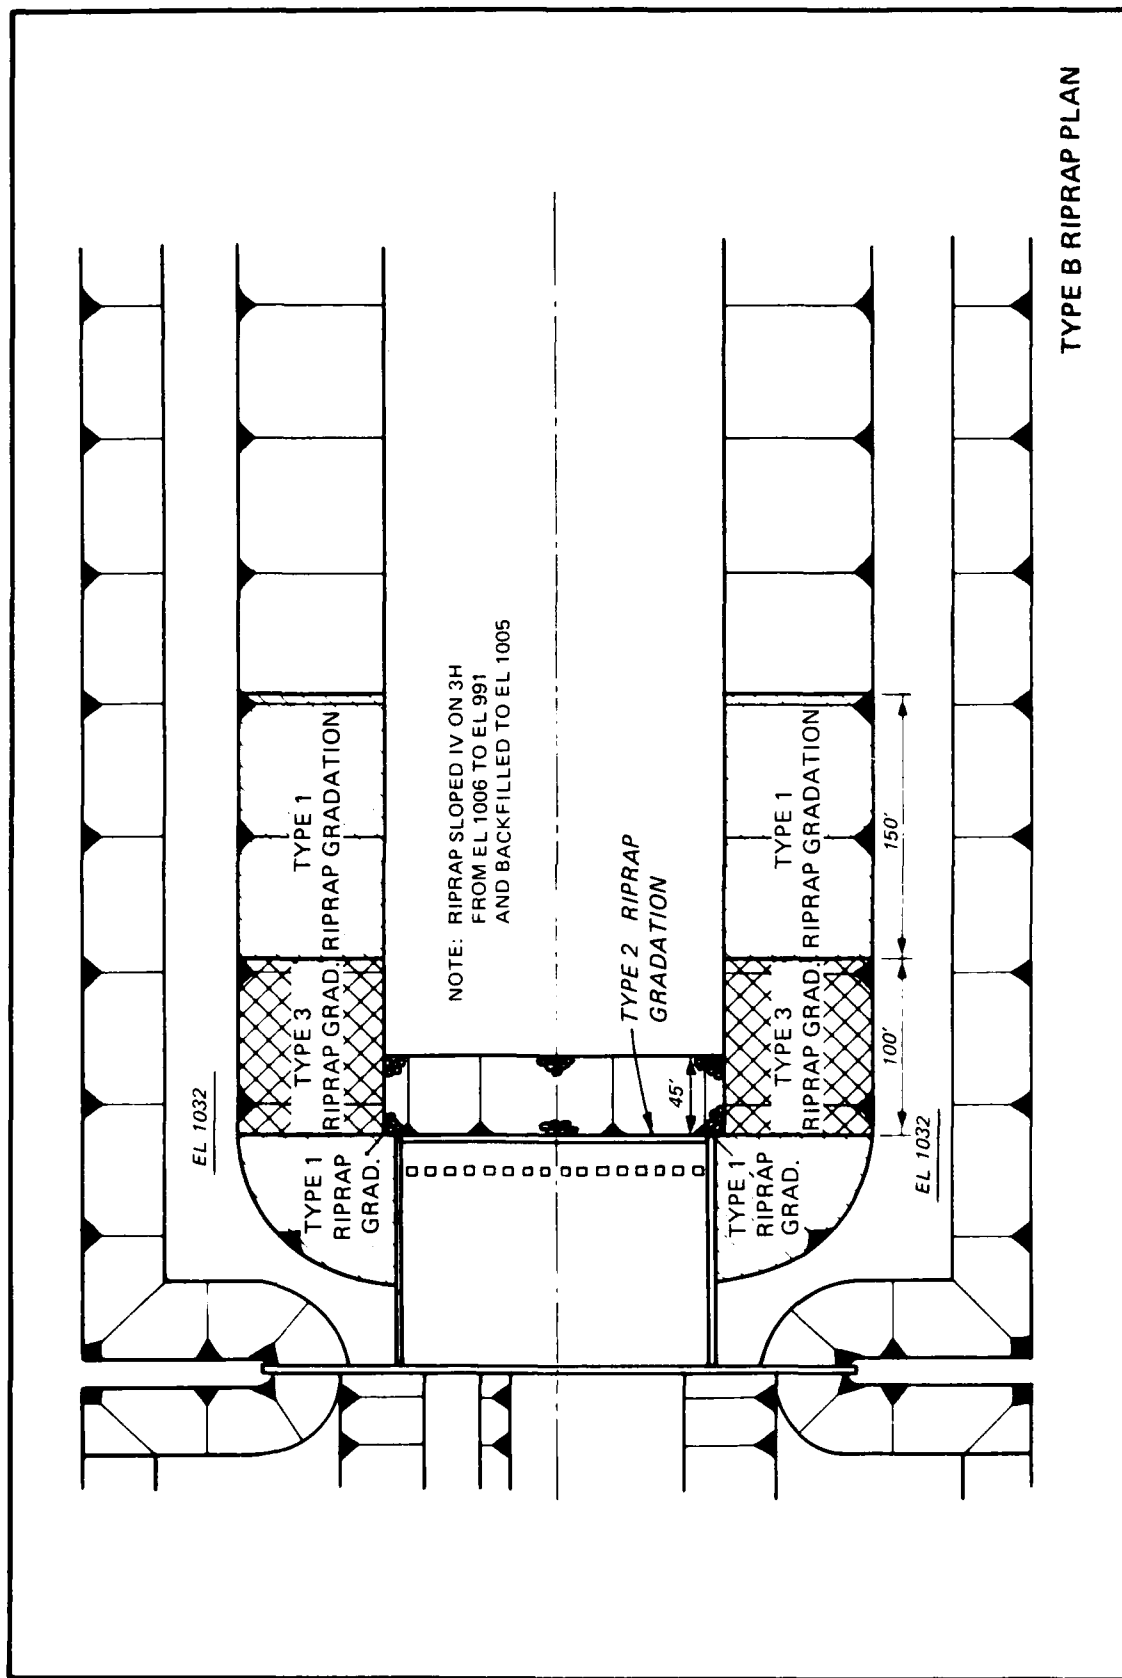 EL 1032
TYPE 1
RIPRAP
GRAD.
TYPE 3
RIPRAP GRAD.
TYPE 1
RIPRAP GRADATION
NOTE: RIPRAP SLOPED IV ON 3H
FROM EL 1006 TO EL 991
AND BACKFILLED TO EL 1005
TYPE 2 RIPRAP
GRADATION
45'
TYPE 1
RIPRAP
GRAD.
TYPE 3
RIPRAP GRAD.
TYPE 1
RIPRAP GRADATION
100'
150'
EL 1032
TYPE B RIPRAP PLAN